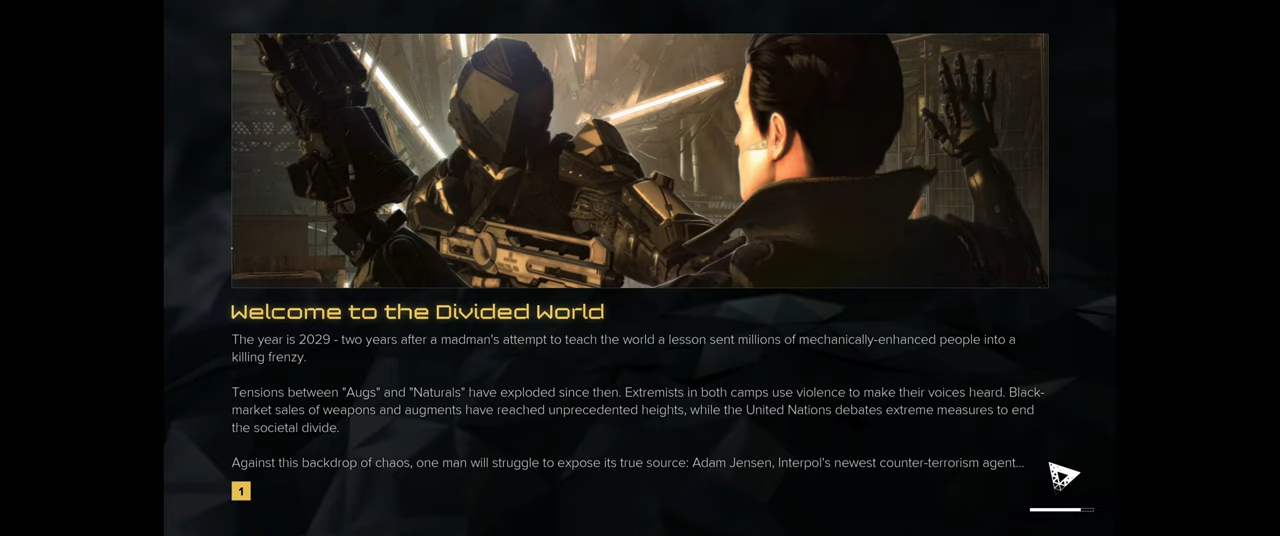 Welcome to the Divided World
The year is 2029 - two years after a madman's attempt to teach the world a lesson sent millions of mechanically-enhanced people into a
killing frenzy.
Tensions between "Augs" and "Naturals" have exploded since then. Extremists in both camps use violence to make their voices heard. Black-
market sales of weapons and augments have reached unprecedented heights, while the United Nations debates extreme measures to end
the societal divide.
Against this backdrop of chaos, one man will struggle to expose its true source: Adam Jensen, Interpol's newest counter-terrorism agent...
1